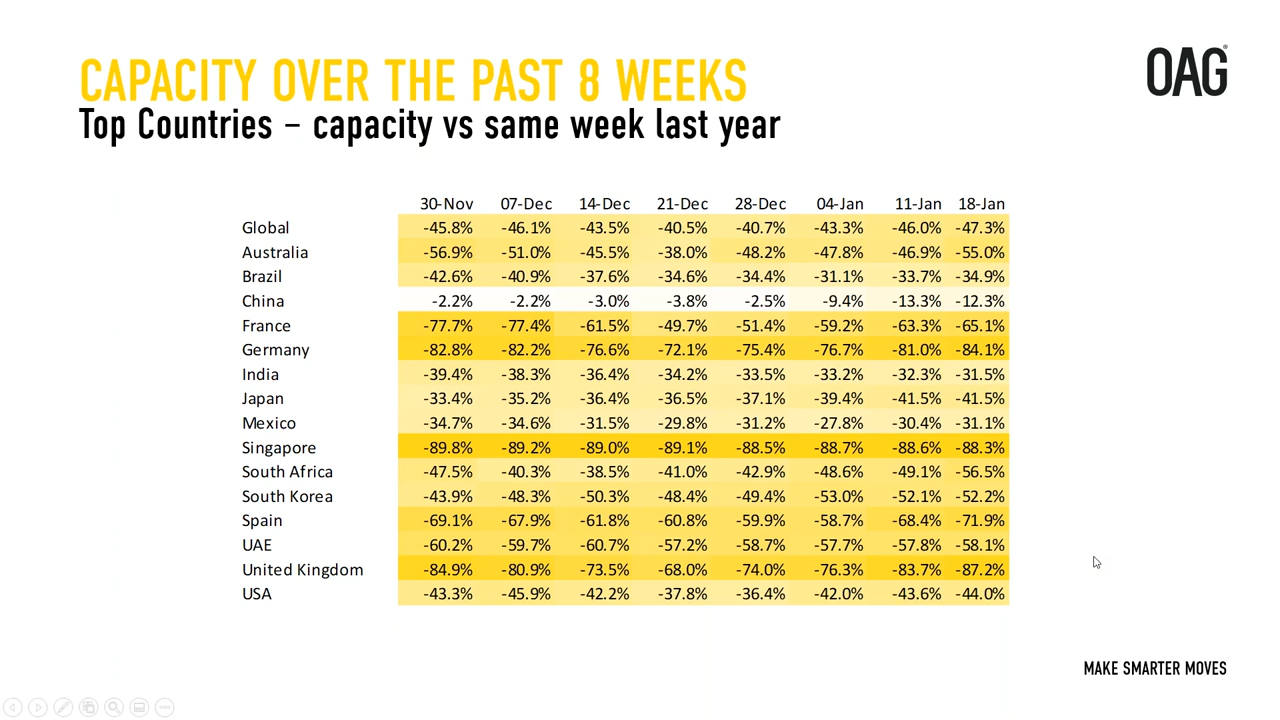 CAPACITY OVER THE PAST 8 WEEKS
Top Countries – capacity vs same week last year
OAG®
30-Nov 07-Dec 14-Dec 21-Dec 28-Dec 04-Jan 11-Jan 18-Jan
Global -45.8% -46.1% -43.5% -40.5% -40.7% -43.3% -46.0% -47.3%
Australia -56.9% -51.0% -45.5% -38.0% -48.2% -47.8% -46.9% -55.0%
Brazil -42.6% -40.9% -37.6% -34.6% -34.4% -31.1% -33.7% -34.9%
China -2.2% -2.2% -3.0% -3.8% -2.5% -9.4% -13.3% -12.3%
France -77.7% -77.4% -61.5% -49.7% -51.4% -59.2% -63.3% -65.1%
Germany -82.8% -82.2% -76.6% -72.1% -75.4% -76.7% -81.0% -84.1%
India -39.4% -38.3% -36.4% -34.2% -33.5% -33.2% -32.3% -31.5%
Japan -33.4% -35.2% -36.4% -36.5% -37.1% -39.4% -41.5% -41.5%
Mexico -34.7% -34.6% -31.5% -29.8% -31.2% -27.8% -30.4% -31.1%
Singapore -89.8% -89.2% -89.0% -89.1% -88.5% -88.7% -88.6% -88.3%
South Africa -47.5% -40.3% -38.5% -41.0% -42.9% -48.6% -49.1% -56.5%
South Korea -43.9% -48.3% -50.3% -48.4% -49.4% -53.0% -52.1% -52.2%
Spain -69.1% -67.9% -61.8% -60.8% -59.9% -58.7% -68.4% -71.9%
UAE -60.2% -59.7% -60.7% -57.2% -58.7% -57.7% -57.8% -58.1%
United Kingdom -84.9% -80.9% -73.5% -68.0% -74.0% -76.3% -83.7% -87.2%
USA -43.3% -45.9% -42.2% -37.8% -36.4% -42.0% -43.6% -44.0%
MAKE SMARTER MOVES